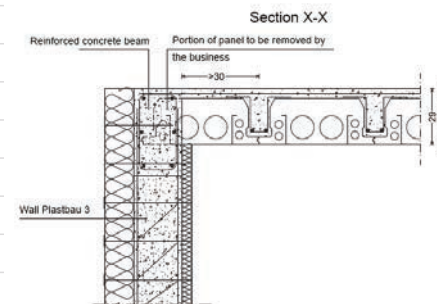 Section X-X
Reinforced concrete beam
Portion of panel to be removed by
the business
>30
29
Wall Plastbau 3